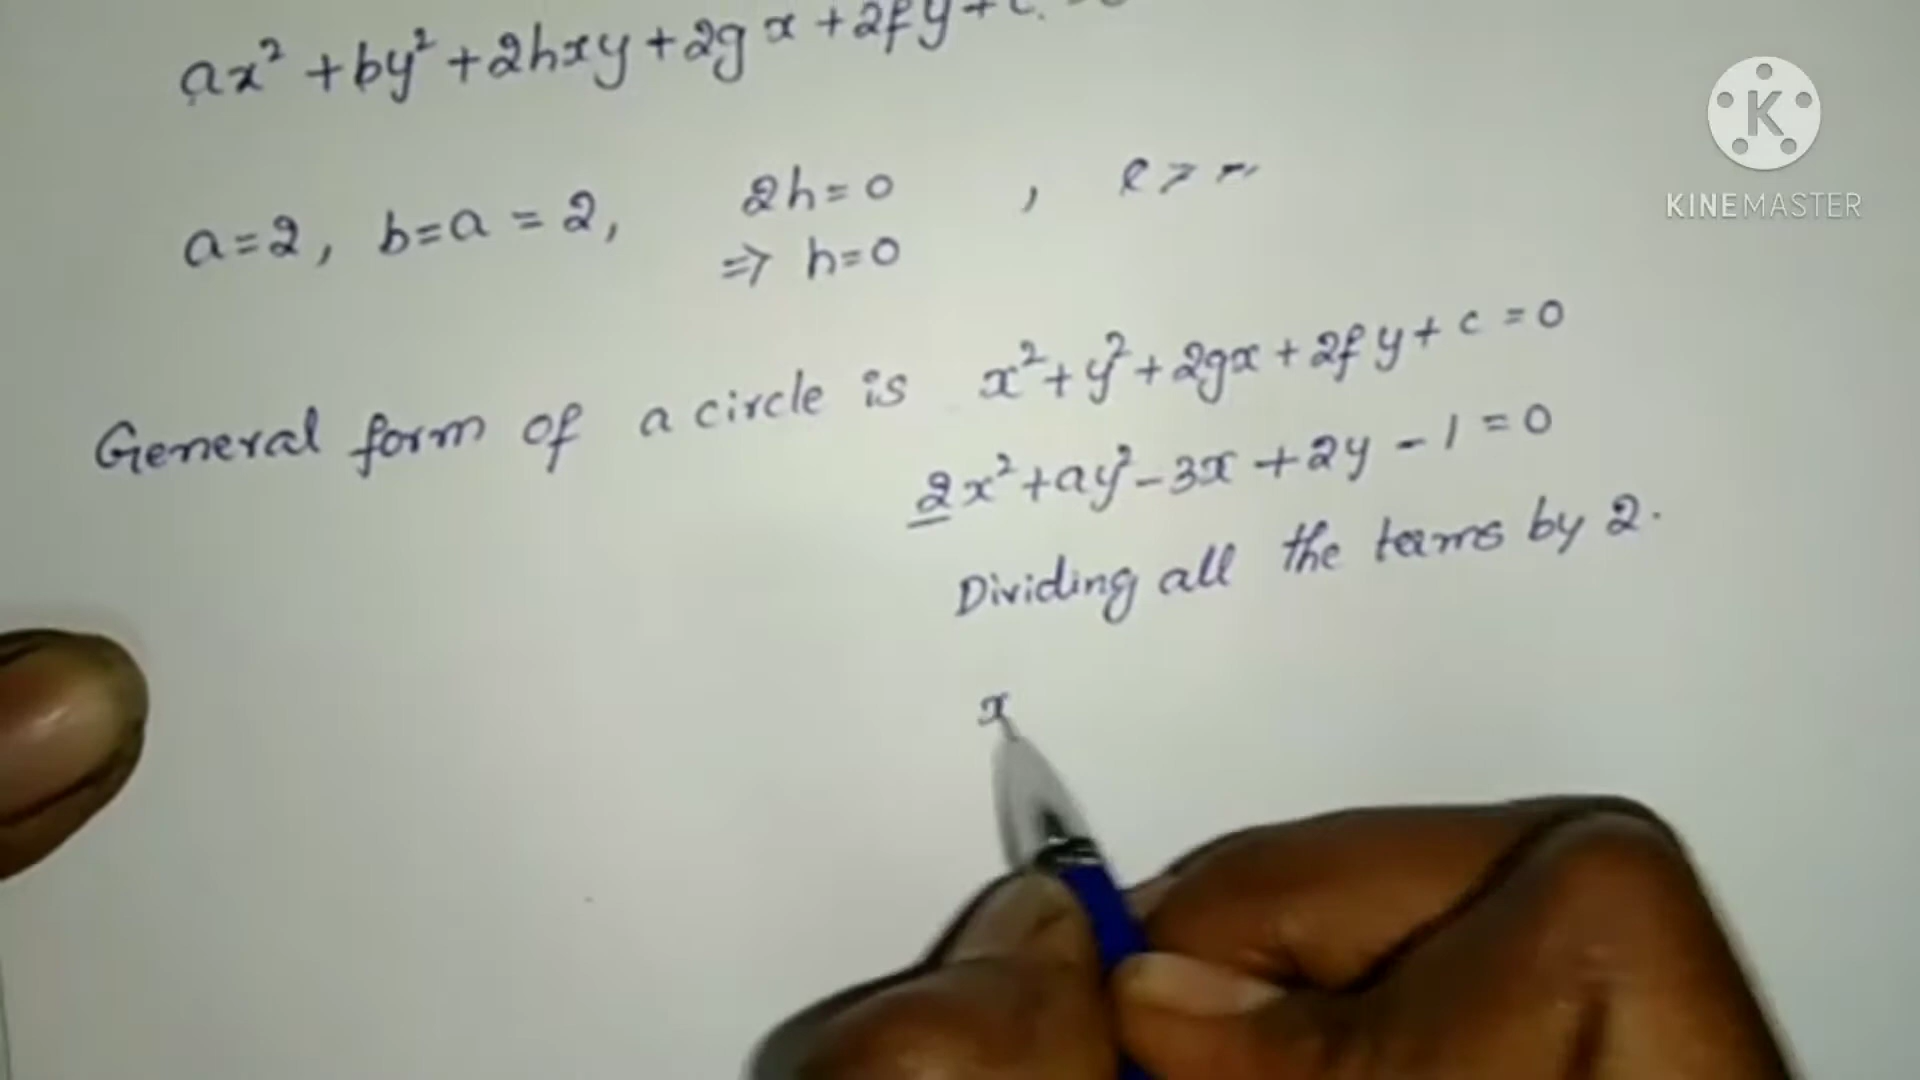 ax² + by² + 2hxy + 2gx + 2fy + c
a=2, b=a=2, 2h=0 ,
⇒ h=0
General form of a circle is x²+y²+2gx+2fy+c=0
2x²+ay²-3x+2y-1=0
Dividing all the terms by 2.
x
K
KINEMASTER